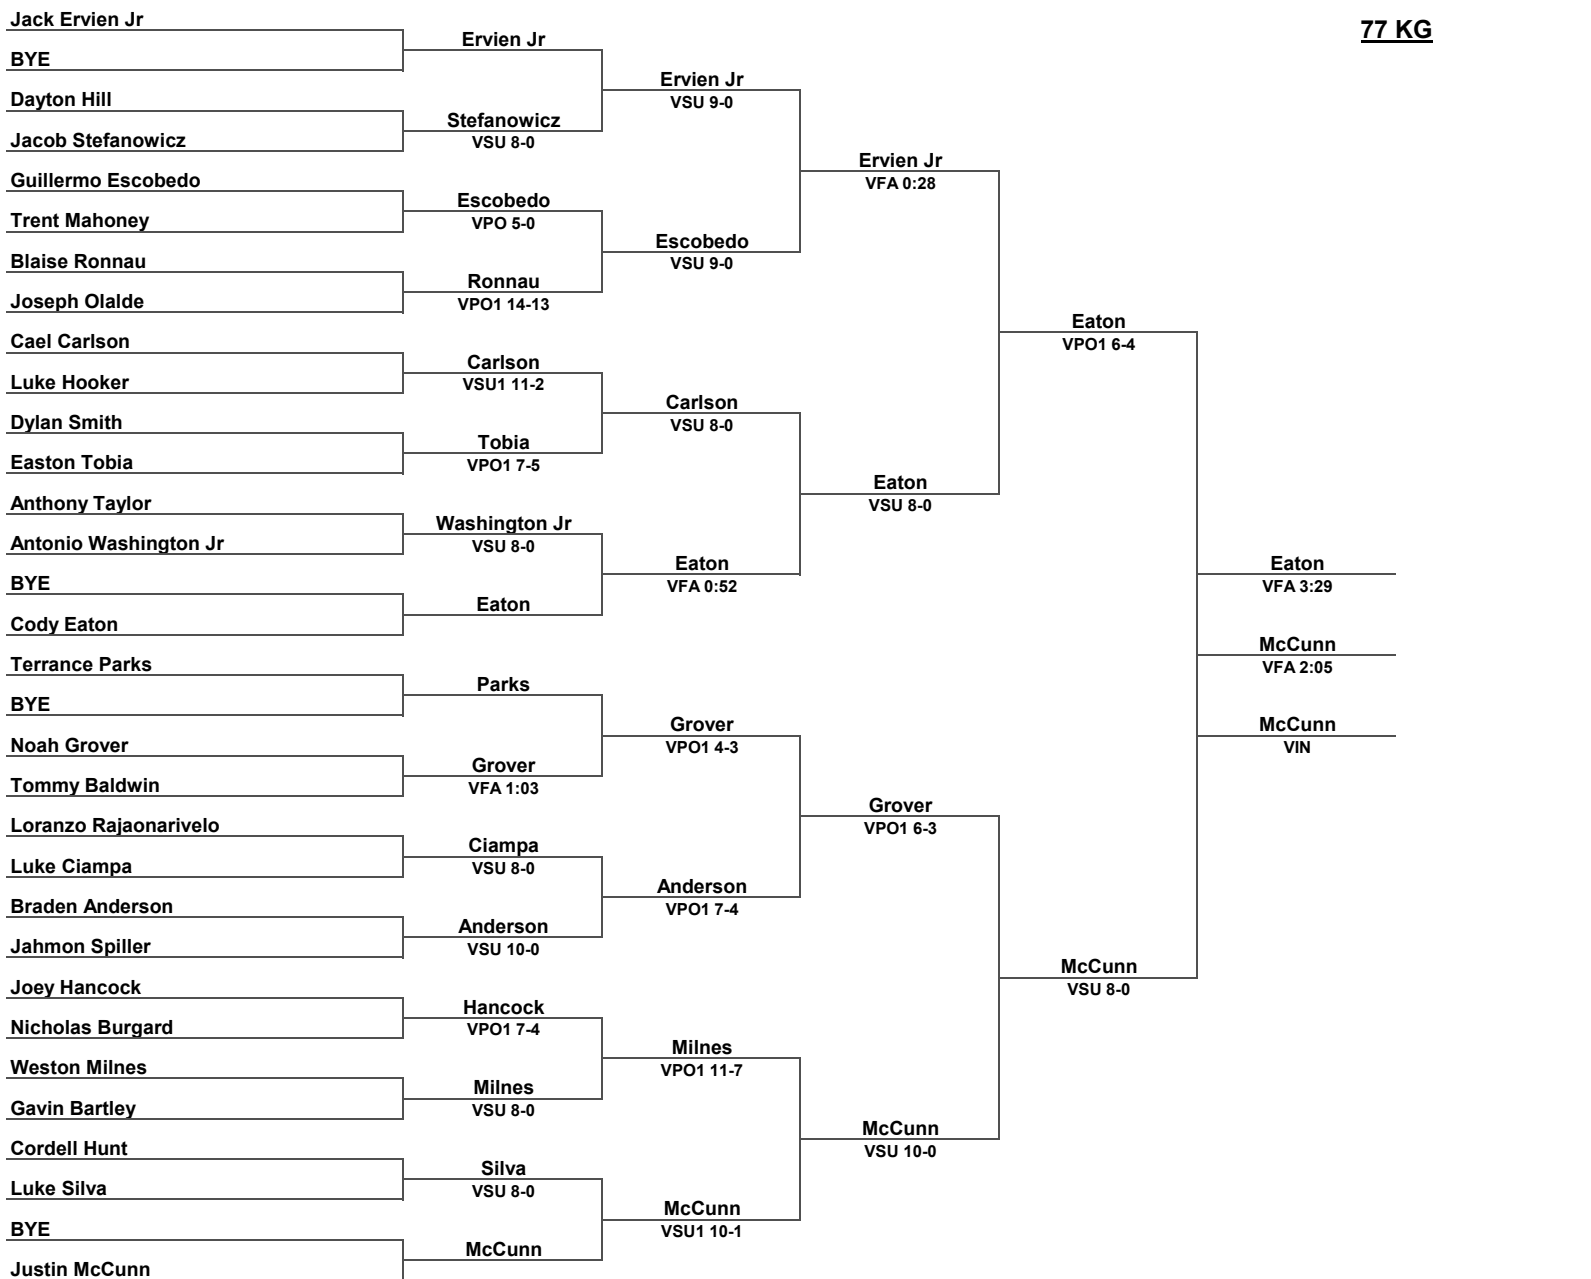 77 KG
Jack Ervien Jr
BYE
Dayton Hill
Jacob Stefanowicz
Guillermo Escobedo
Trent Mahoney
Blaise Ronnau
Joseph Olalde
Cael Carlson
Luke Hooker
Dylan Smith
Easton Tobia
Anthony Taylor
Antonio Washington Jr
BYE
Cody Eaton
Terrance Parks
BYE
Noah Grover
Tommy Baldwin
Loranzo Rajaonarivelo
Luke Ciampa
Braden Anderson
Jahmon Spiller
Joey Hancock
Nicholas Burgard
Weston Milnes
Gavin Bartley
Cordell Hunt
Luke Silva
BYE
Justin McCunn
Ervien Jr
Stefanowicz
VSU 8-0
Escobedo
VPO 5-0
Ronnau
VPO1 14-13
Carlson
VSU1 11-2
Tobia
VPO1 7-5
Washington Jr
VSU 8-0
Eaton
Parks
Grover
VFA 1:03
Ciampa
VSU 8-0
Anderson
VSU 10-0
Hancock
VPO1 7-4
Milnes
VSU 8-0
Silva
VSU 8-0
McCunn
Ervien Jr
VSU 9-0
Escobedo
VSU 9-0
Carlson
VSU 8-0
Eaton
VFA 0:52
Grover
VPO1 4-3
Anderson
VPO1 7-4
Milnes
VPO1 11-7
McCunn
VSU1 10-1
Ervien Jr
VFA 0:28
Eaton
VSU 8-0
Grover
VPO1 6-3
McCunn
VSU 10-0
Eaton
VPO1 6-4
McCunn
VSU 8-0
Eaton
VFA 3:29
McCunn
VFA 2:05
McCunn
VIN